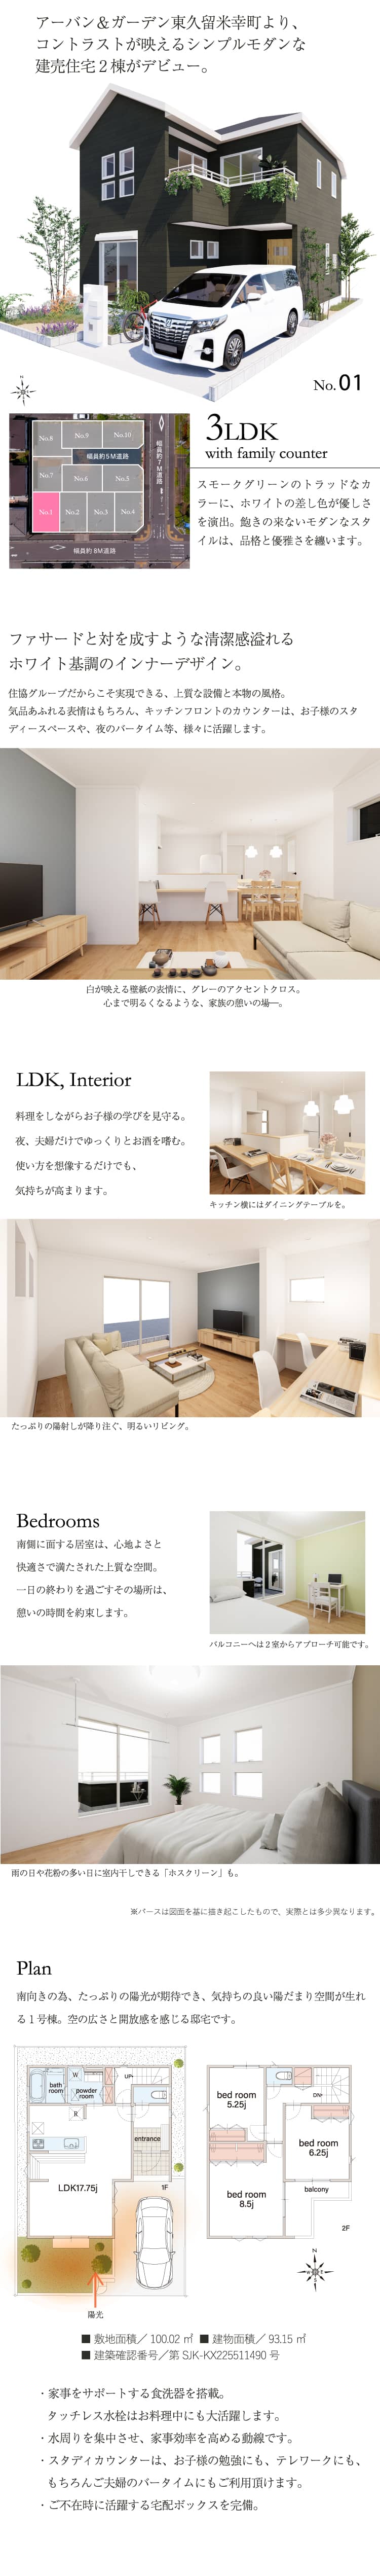 アーバン＆ガーデン東久留米幸町より、
コントラストが映えるシンプルモダンな
建売住宅２棟がデビュー。
N
No. 01
No.8
No.9
No.10
幅員約5M道路
幅員約7M道路
No.7
No.6
No.5
No.1
No.2
No.3
No.4
幅員約 8M道路
3LDK
with family counter
スモークグリーンのトラッドなカ
ラーに、ホワイトの差し色が優しさ
を演出。飽きの来ないモダンなスタ
イルは、品格と優雅さを纏います。
ファサードと対を成すような清潔感溢れる
ホワイト基調のインナーデザイン。
住協グループだからこそ実現できる、上質な設備と本物の風格。
気品あふれる表情はもちろん、キッチンフロントのカウンターは、お子様のスタ
ディースペースや、夜のバータイム等、様々に活躍します。
白が映える壁紙の表情に、グレーのアクセントクロス。
心まで明るくなるような、家族の憩いの場―。
LDK, Interior
料理をしながらお子様の学びを見守る。
夜、夫婦だけでゆっくりとお酒を嗜む。
使い方を想像するだけでも、
気持ちが高まります。
キッチン横にはダイニングテーブルを。
たっぷりの陽射しが降り注ぐ、明るいリビング。
Bedrooms
南側に面する居室は、心地よさと
快適さで満たされた上質な空間。
一日の終わりを過ごすその場所は、
憩いの時間を約束します。
バルコニーへは２室からアプローチ可能です。
雨の日や花粉の多い日に室内干しできる「ホスクリーン」も。
※パースは図面を基に描き起こしたもので、実際とは多少異なります。
Plan
南向きの為、たっぷりの陽光が期待でき、気持ちの良い陽だまり空間が生れ
る１号棟。空の広さと開放感を感じる邸宅です。
bath room
W
powder room
UP
R
entrance
LDK17.75j
1F
陽光
bed room
5.25j
DN
bed room
6.25j
bed room
8.5j
balcony
2F
N
■ 敷地面積／ 100.02 ㎡ ■ 建物面積／ 93.15 ㎡
■ 建築確認番号／第 SJK-KX225511490 号
・家事をサポートする食洗器を搭載。
タッチレス水栓はお料理中にも大活躍します。
・水周りを集中させ、家事効率を高める動線です。
・スタディカウンターは、お子様の勉強にも、テレワークにも、
もちろんご夫婦のバータイムにもご利用頂けます。
・ご不在時に活躍する宅配ボックスを完備。